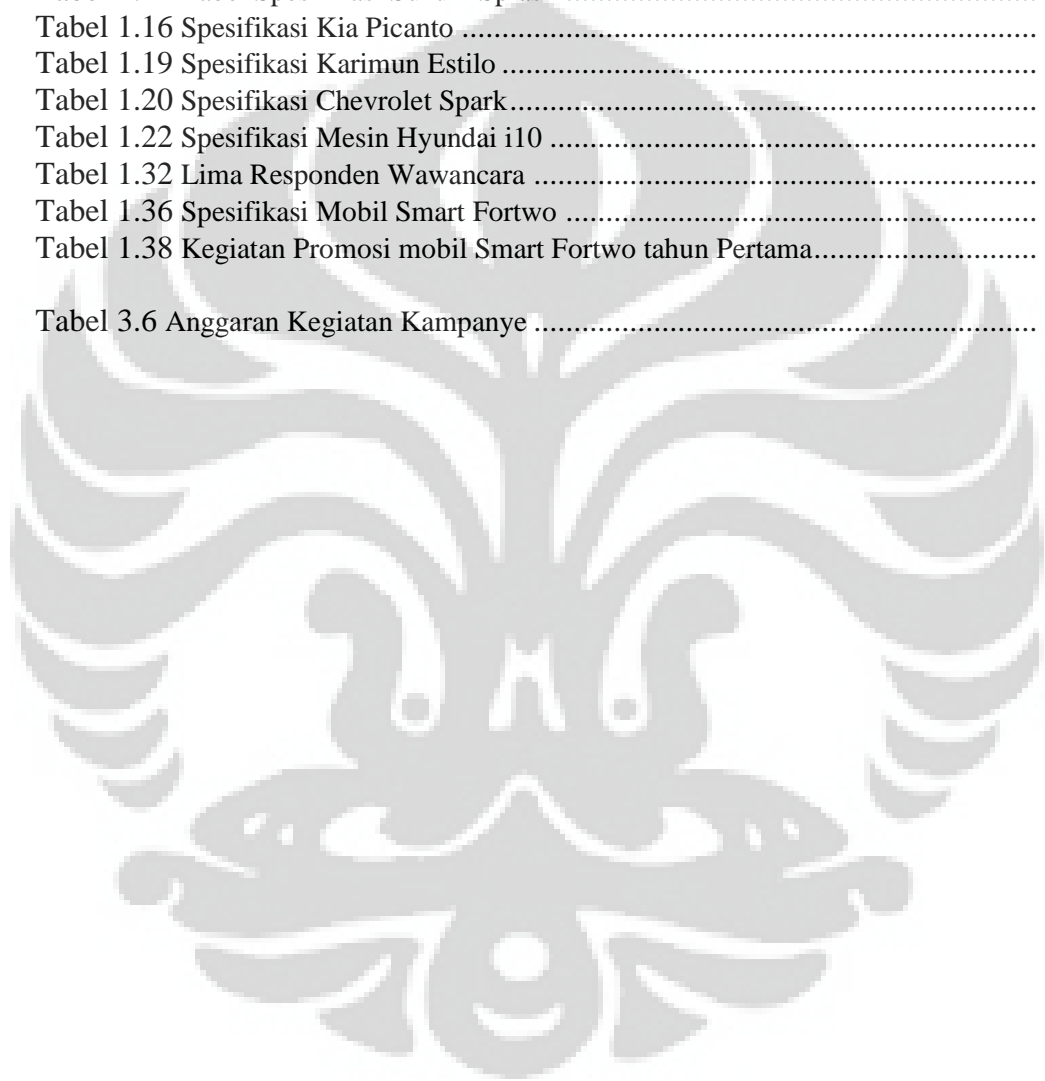 Tabel 1.16 Spesifikasi Kia Picanto ..........................................................................
Tabel 1.19 Spesifikasi Karimun Estilo .....................................................................
Tabel 1.20 Spesifikasi Chevrolet Spark....................................................................
Tabel 1.22 Spesifikasi Mesin Hyundai i10 ...............................................................
Tabel 1.32 Lima Responden Wawancara .................................................................
Tabel 1.36 Spesifikasi Mobil Smart Fortwo .............................................................
Tabel 1.38 Kegiatan Promosi mobil Smart Fortwo tahun Pertama............................
Tabel 3.6 Anggaran Kegiatan Kampanye .................................................................